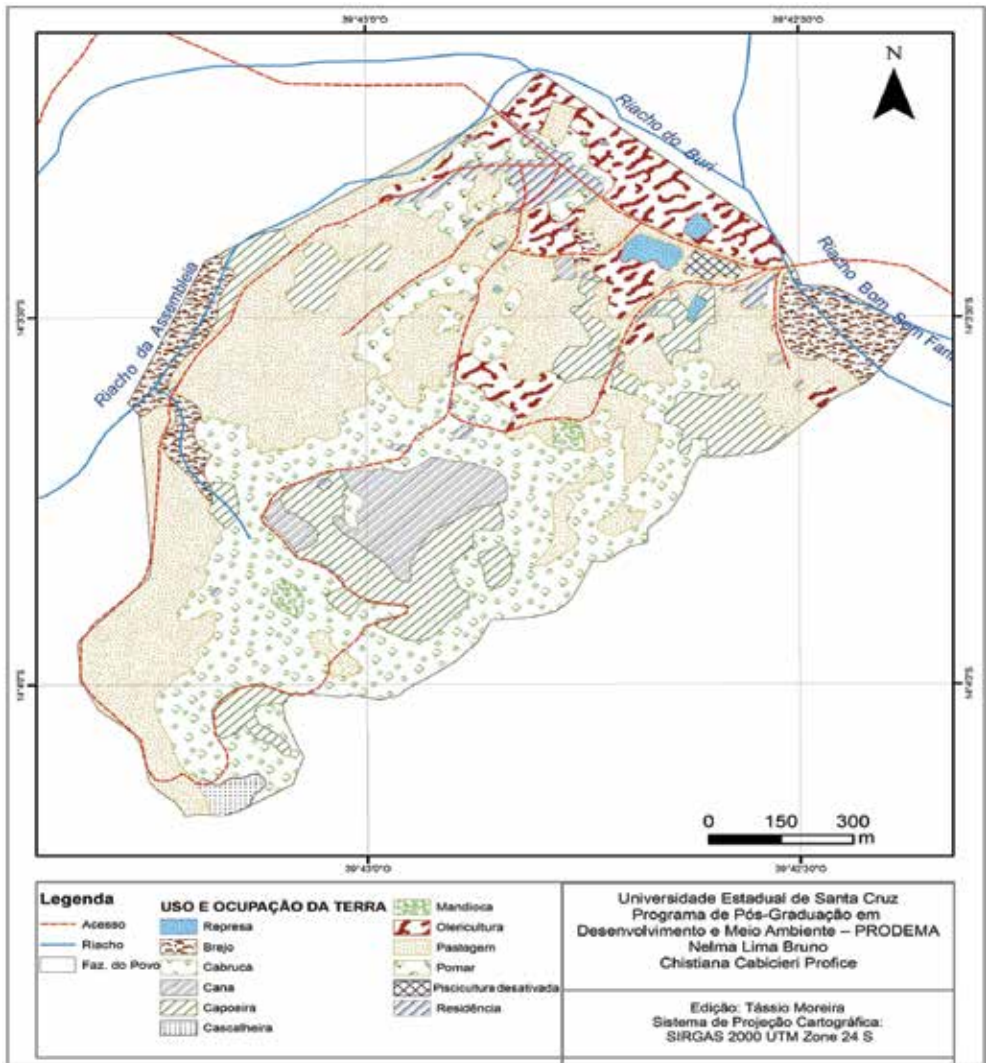 39°43'0"O
39°42'30"O
N
Riacho do Buri
Riacho Bom Sem Fam
Riacho da Assembleia
0 150 300
m
39°43'0"O
39°42'30"O
Legenda
Acesso
Riacho
Faz. do Povo
USO E OCUPAÇÃO DA TERRA
Represa
Brejo
Cabruca
Cana
Capoeira
Cascalheira
Mandioca
Olericultura
Pastagem
Pomar
Piscicultura desativada
Residência
Universidade Estadual de Santa Cruz
Programa de Pós-Graduação em
Desenvolvimento e Meio Ambiente – PRODEMA
Nelma Lima Bruno
Chistiana Cabicieri Profice
Edição: Tássio Moreira
Sistema de Projeção Cartográfica:
SIRGAS 2000 UTM Zone 24 S